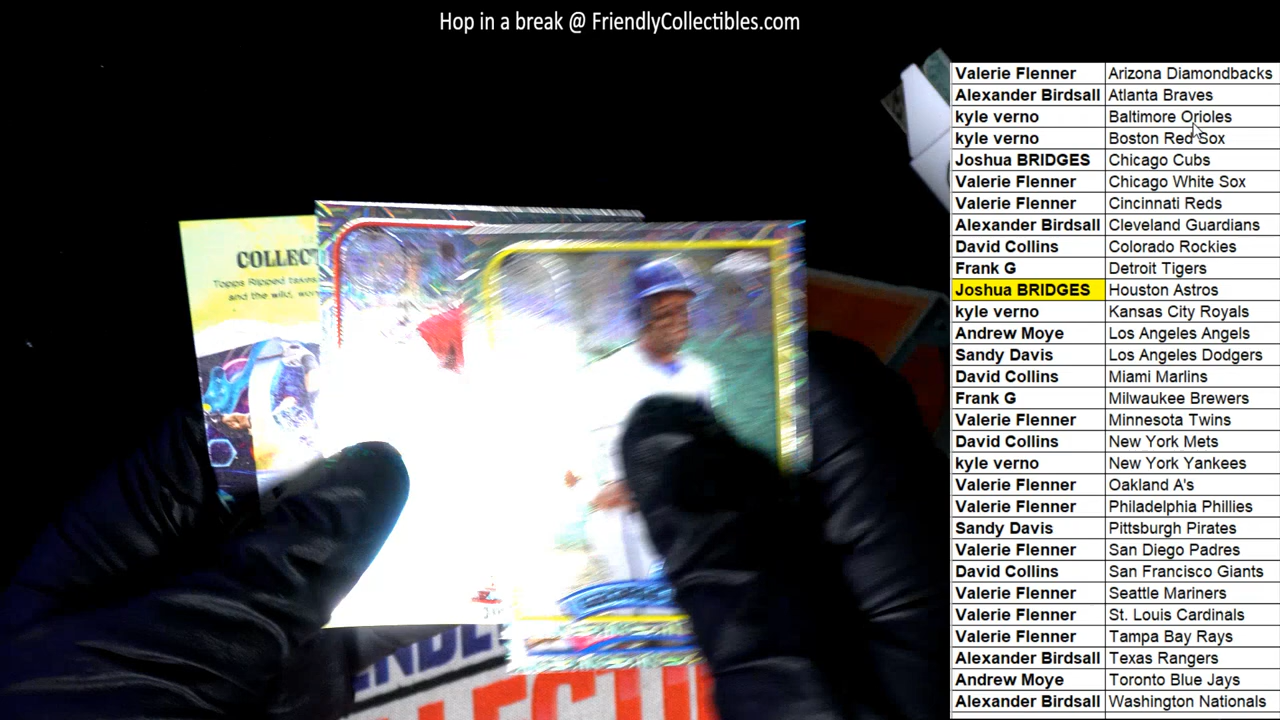 Hop in a break @ FriendlyCollectibles.com
Valerie Flenner Arizona Diamondbacks
Alexander Birdsall Atlanta Braves
kyle verno Baltimore Orioles
kyle verno Boston Red Sox
Joshua BRIDGES Chicago Cubs
Valerie Flenner Chicago White Sox
Valerie Flenner Cincinnati Reds
Alexander Birdsall Cleveland Guardians
David Collins Colorado Rockies
Frank G Detroit Tigers
Joshua BRIDGES Houston Astros
kyle verno Kansas City Royals
Andrew Moye Los Angeles Angels
Sandy Davis Los Angeles Dodgers
David Collins Miami Marlins
Frank G Milwaukee Brewers
Valerie Flenner Minnesota Twins
David Collins New York Mets
kyle verno New York Yankees
Valerie Flenner Oakland A's
Valerie Flenner Philadelphia Phillies
Sandy Davis Pittsburgh Pirates
Valerie Flenner San Diego Padres
David Collins San Francisco Giants
Valerie Flenner Seattle Mariners
Valerie Flenner St. Louis Cardinals
Valerie Flenner Tampa Bay Rays
Alexander Birdsall Texas Rangers
Andrew Moye Toronto Blue Jays
Alexander Birdsall Washington Nationals
COLLECT
Topps Ripped takes
and the wild, wor